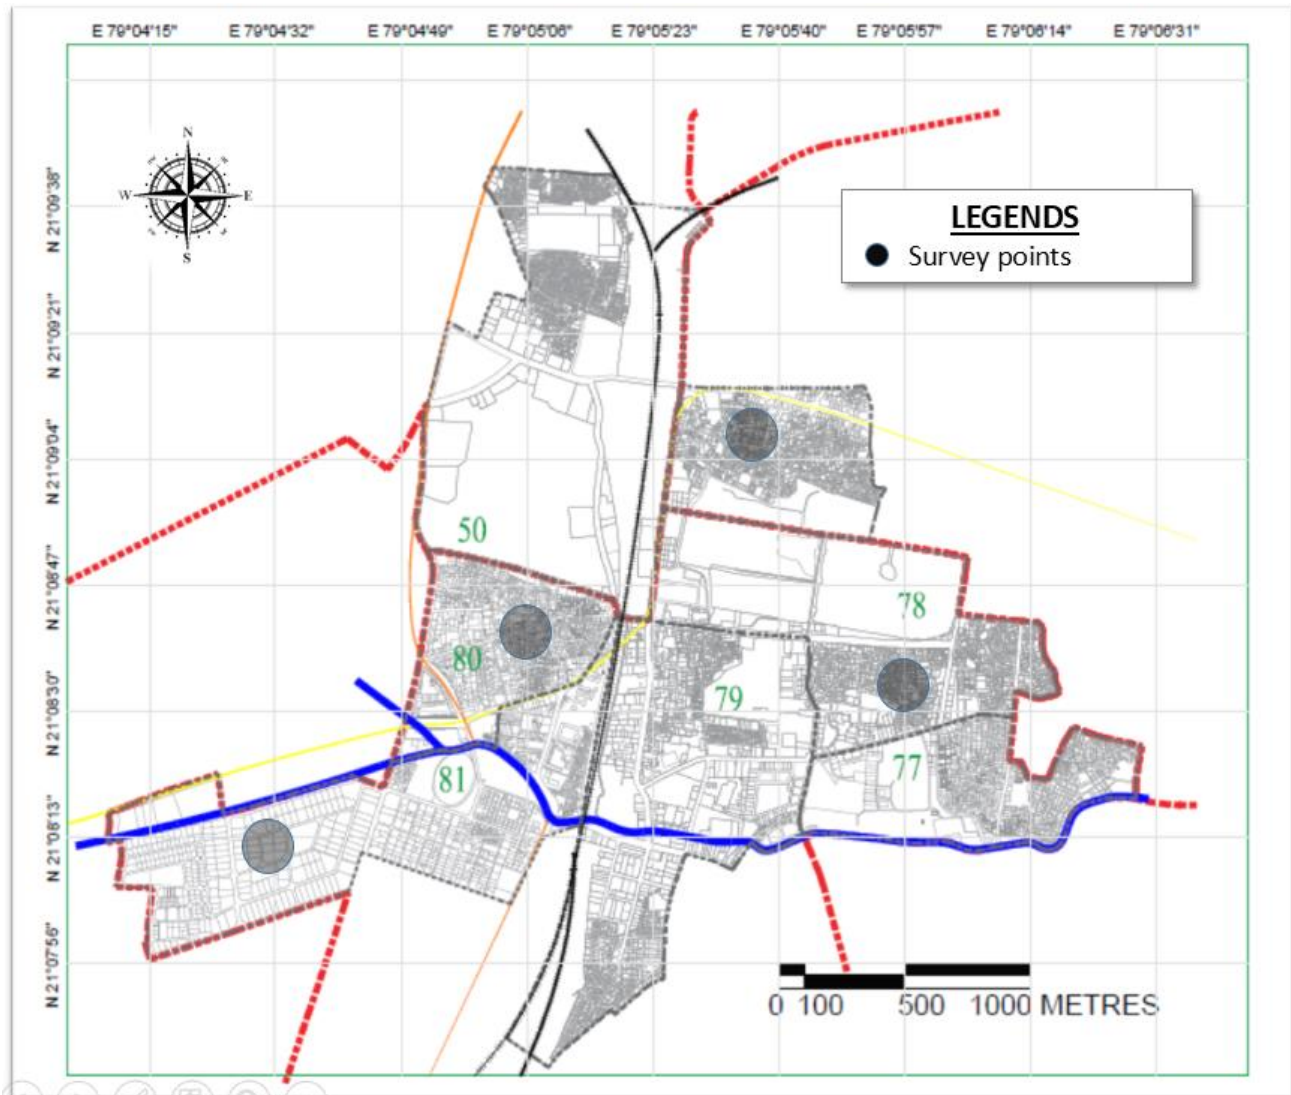 E 79°04'15" E 79°04'32" E 79°04'49" E 79°05'06" E 79°05'23" E 79°05'40" E 79°05'57" E 79°06'14" E 79°06'31"
N
W E
S
LEGENDS
Survey points
N 21°09'38"
N 21°09'21"
N 21°09'04"
N 21°08'47"
N 21°08'30"
N 21°08'13"
N 21°07'56"
50
78
80
79
77
81
0 100 500 1000 METRES